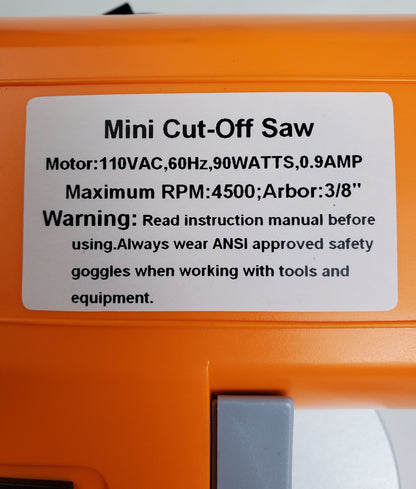 Mini Cut-Off Saw
Motor:110VAC,60Hz,90WATTS,0.9AMP
Maximum RPM:4500;Arbor:3/8"
Warning: Read instruction manual before
using.Always wear ANSI approved safety
goggles when working with tools and
equipment.